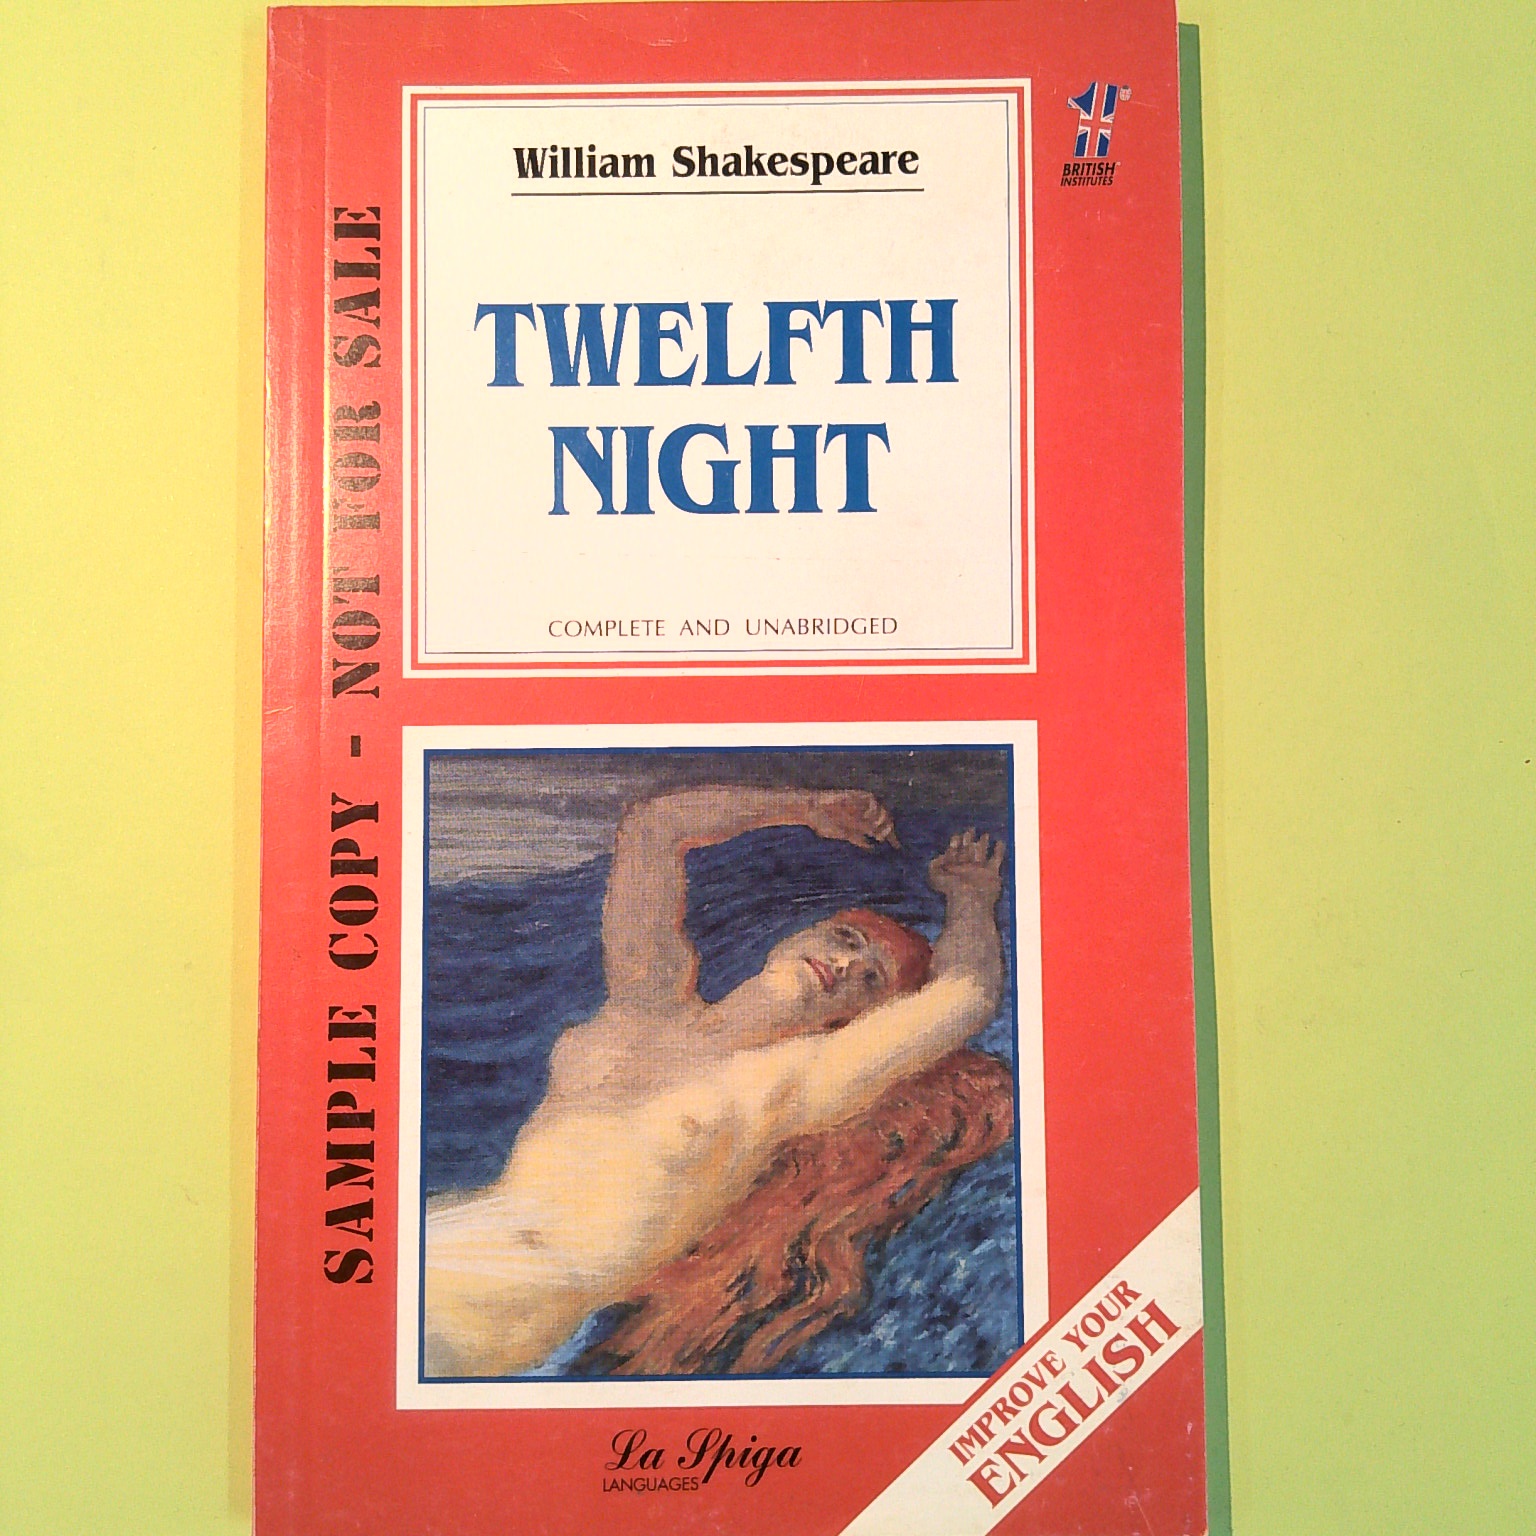 William Shakespeare
TWELFTH
NIGHT
COMPLETE AND UNABRIDGED
BRITISH
INSTITUTES
SAMPLE COPY - NOT FOR SALE
IMPROVE YOUR
ENGLISH
La Spiga
LANGUAGES